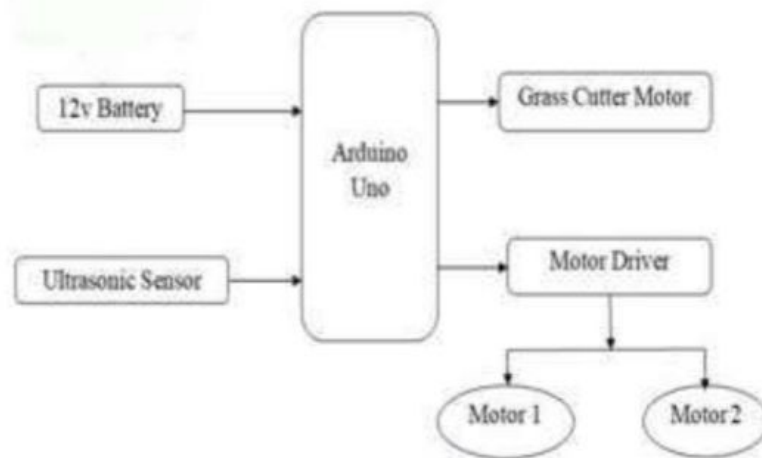 12v Battery
Grass Cutter Motor
Arduino
Uno
Ultrasonic Sensor
Motor Driver
Motor 1
Motor 2